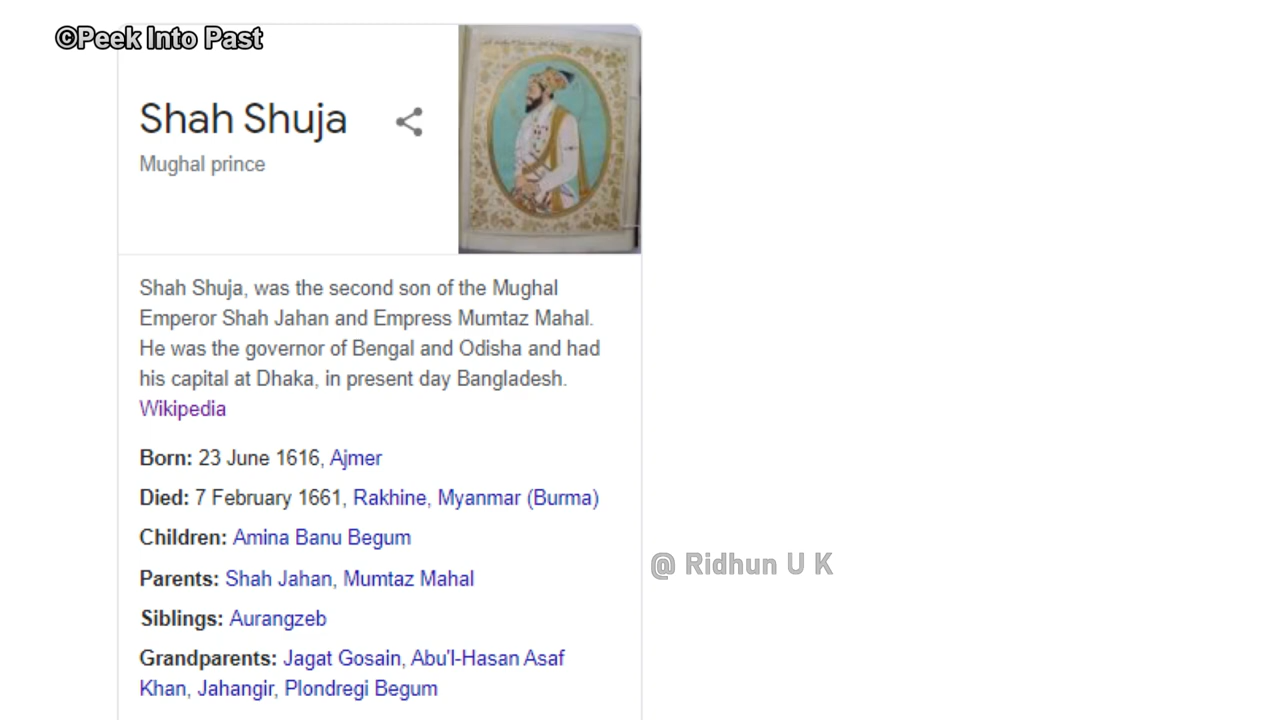 ©Peek Into Past
Shah Shuja
Mughal prince
Shah Shuja, was the second son of the Mughal
Emperor Shah Jahan and Empress Mumtaz Mahal.
He was the governor of Bengal and Odisha and had
his capital at Dhaka, in present day Bangladesh.
Wikipedia
Born: 23 June 1616, Ajmer
Died: 7 February 1661, Rakhine, Myanmar (Burma)
Children: Amina Banu Begum
@ Ridhun U K
Parents: Shah Jahan, Mumtaz Mahal
Siblings: Aurangzeb
Grandparents: Jagat Gosain, Abu'l-Hasan Asaf
Khan, Jahangir, Plondregi Begum